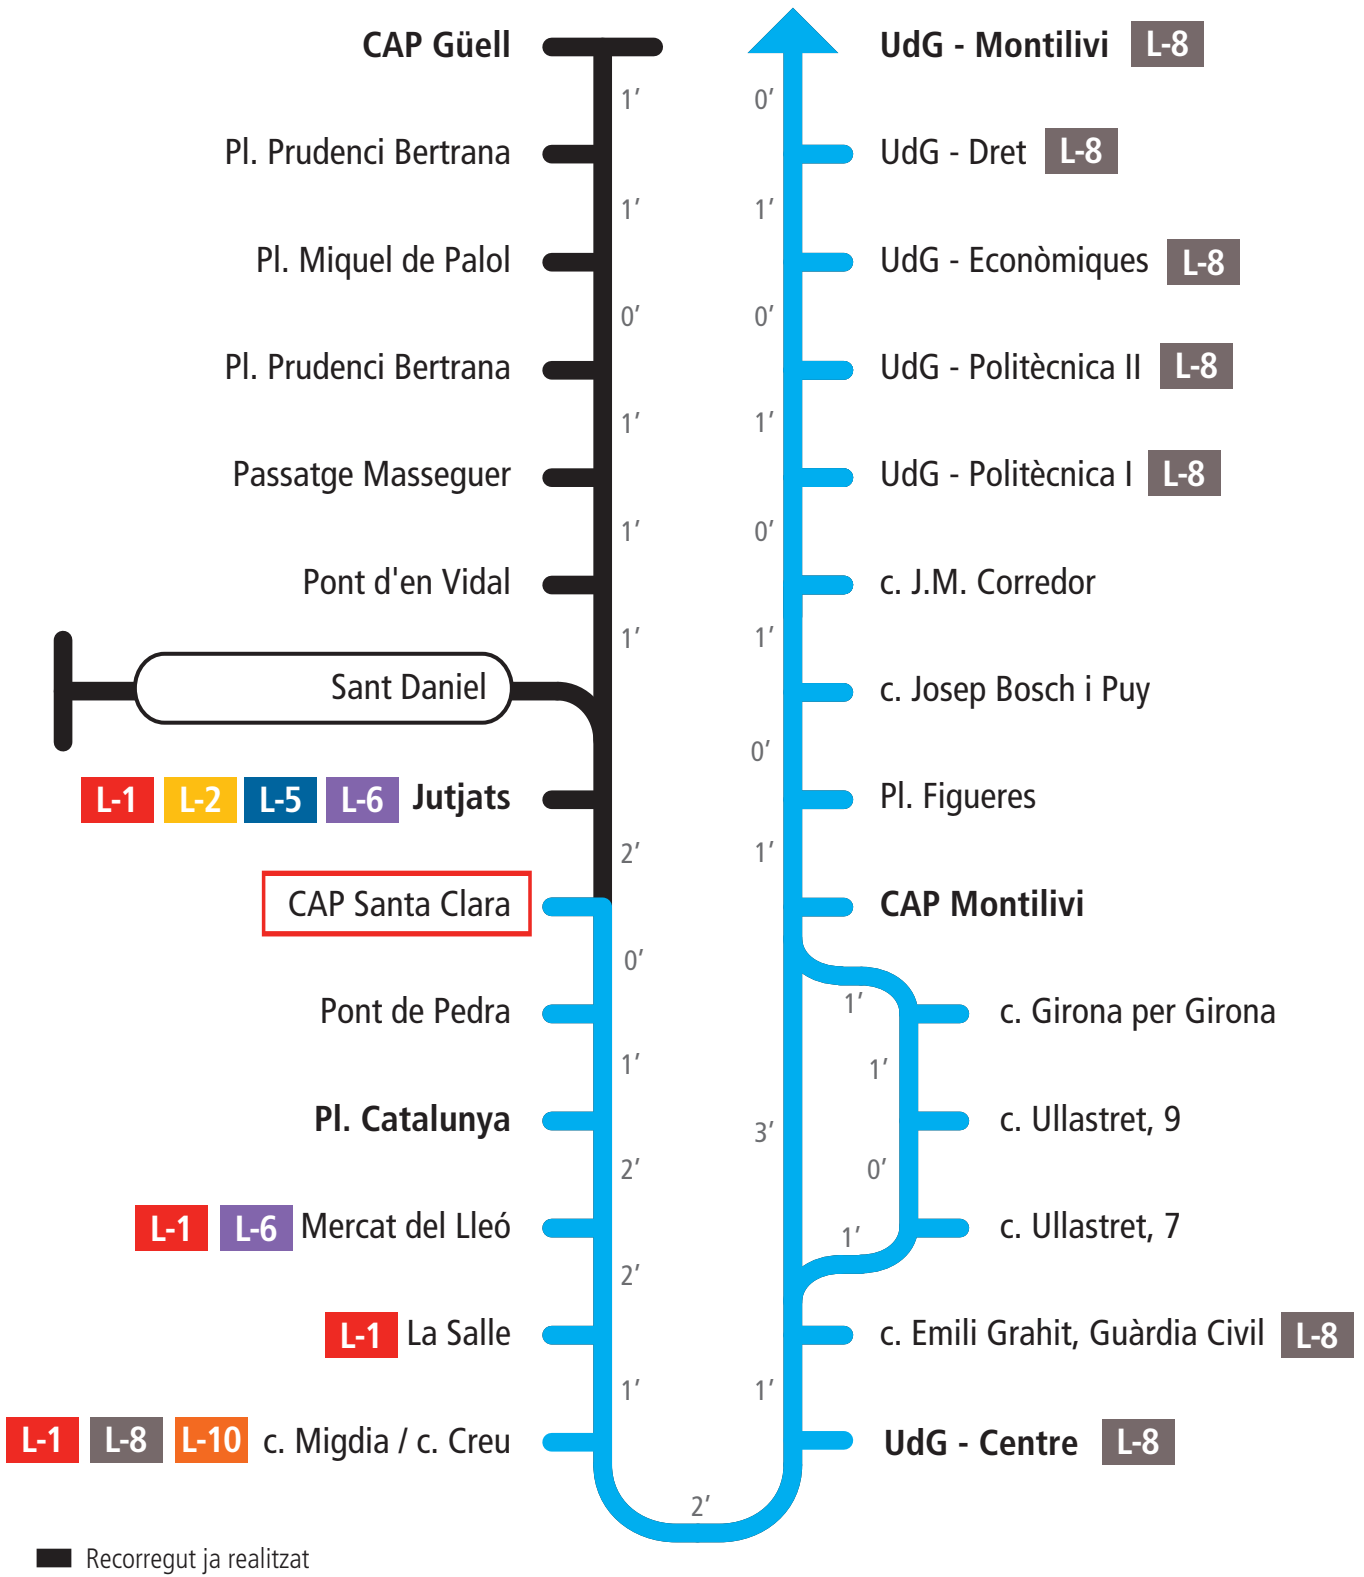 CAP Güell
1’
Pl. Prudenci Bertrana
1’
Pl. Miquel de Palol
0’
Pl. Prudenci Bertrana
1’
Passatge Masseguer
1’
Pont d'en Vidal
1’
Sant Daniel
L-1 L-2 L-5 L-6 Jutjats
2’
CAP Santa Clara
0’
Pont de Pedra
1’
Pl. Catalunya
2’
L-1 L-6 Mercat del Lleó
2’
L-1 La Salle
1’
L-1 L-8 L-10 c. Migdia / c. Creu
2’
UdG - Montilivi L-8
0’
UdG - Dret L-8
1’
UdG - Econòmiques L-8
0’
UdG - Politècnica II L-8
1’
UdG - Politècnica I L-8
0’
c. J.M. Corredor
1’
c. Josep Bosch i Puy
0’
Pl. Figueres
1’
CAP Montilivi
1’
c. Girona per Girona
1’
c. Ullastret, 9
3’
0’
c. Ullastret, 7
1’
c. Emili Grahit, Guàrdia Civil L-8
1’
UdG - Centre L-8
Recorregut ja realitzat